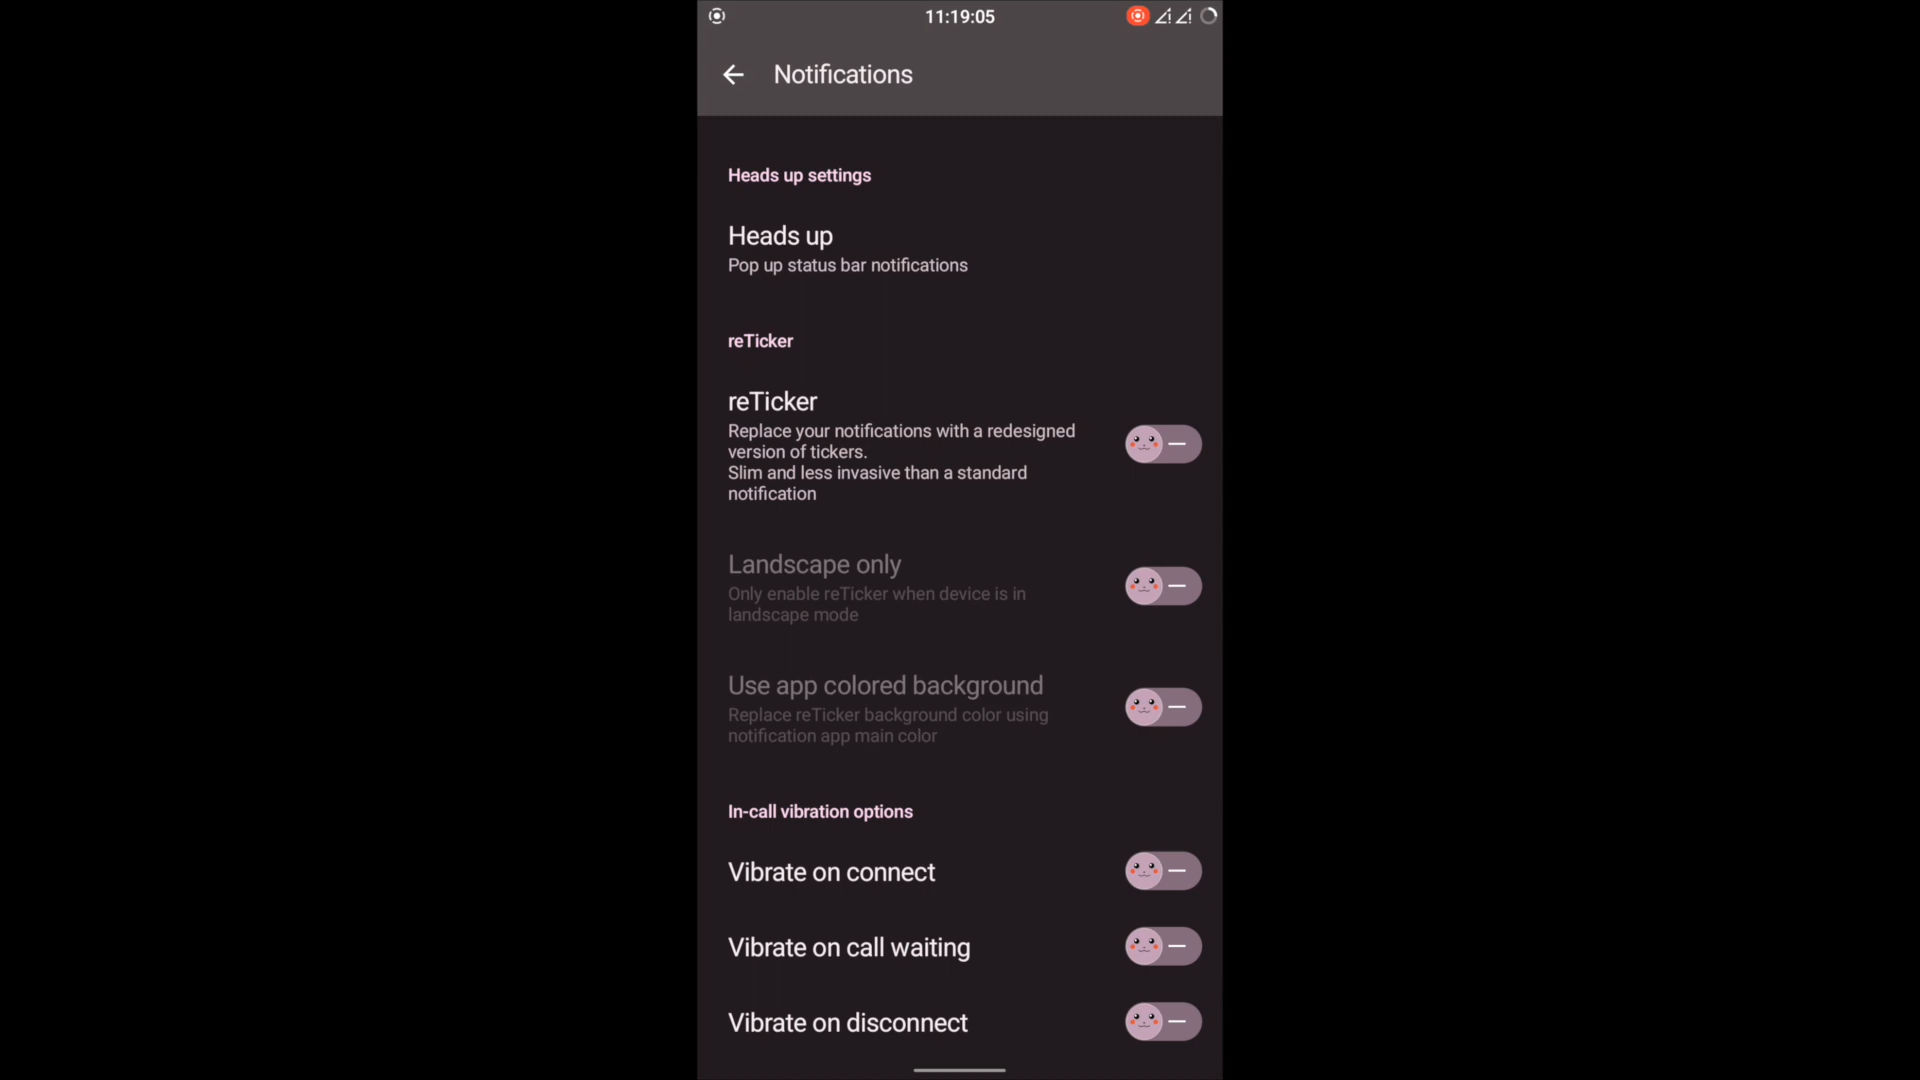 11:19:05
Notifications
Heads up settings
Heads up
Pop up status bar notifications
reTicker
reTicker
Replace your notifications with a redesigned
version of tickers.
Slim and less invasive than a standard
notification
Landscape only
Only enable reTicker when device is in
landscape mode
Use app colored background
Replace reTicker background color using
notification app main color
In-call vibration options
Vibrate on connect
Vibrate on call waiting
Vibrate on disconnect